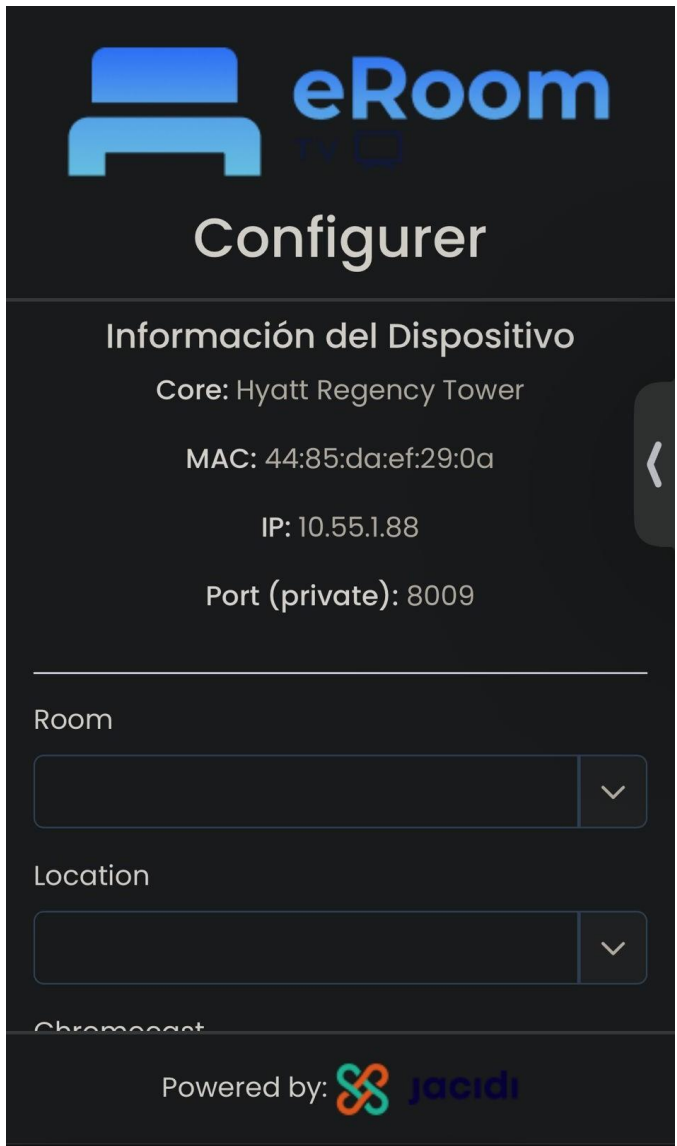 eRoom
TV
Configurer
Información del Dispositivo
Core: Hyatt Regency Tower
MAC: 44:85:da:ef:29:0a
IP: 10.55.1.88
Port (private): 8009
Room
Location
Chromecast
Powered by: jacidi